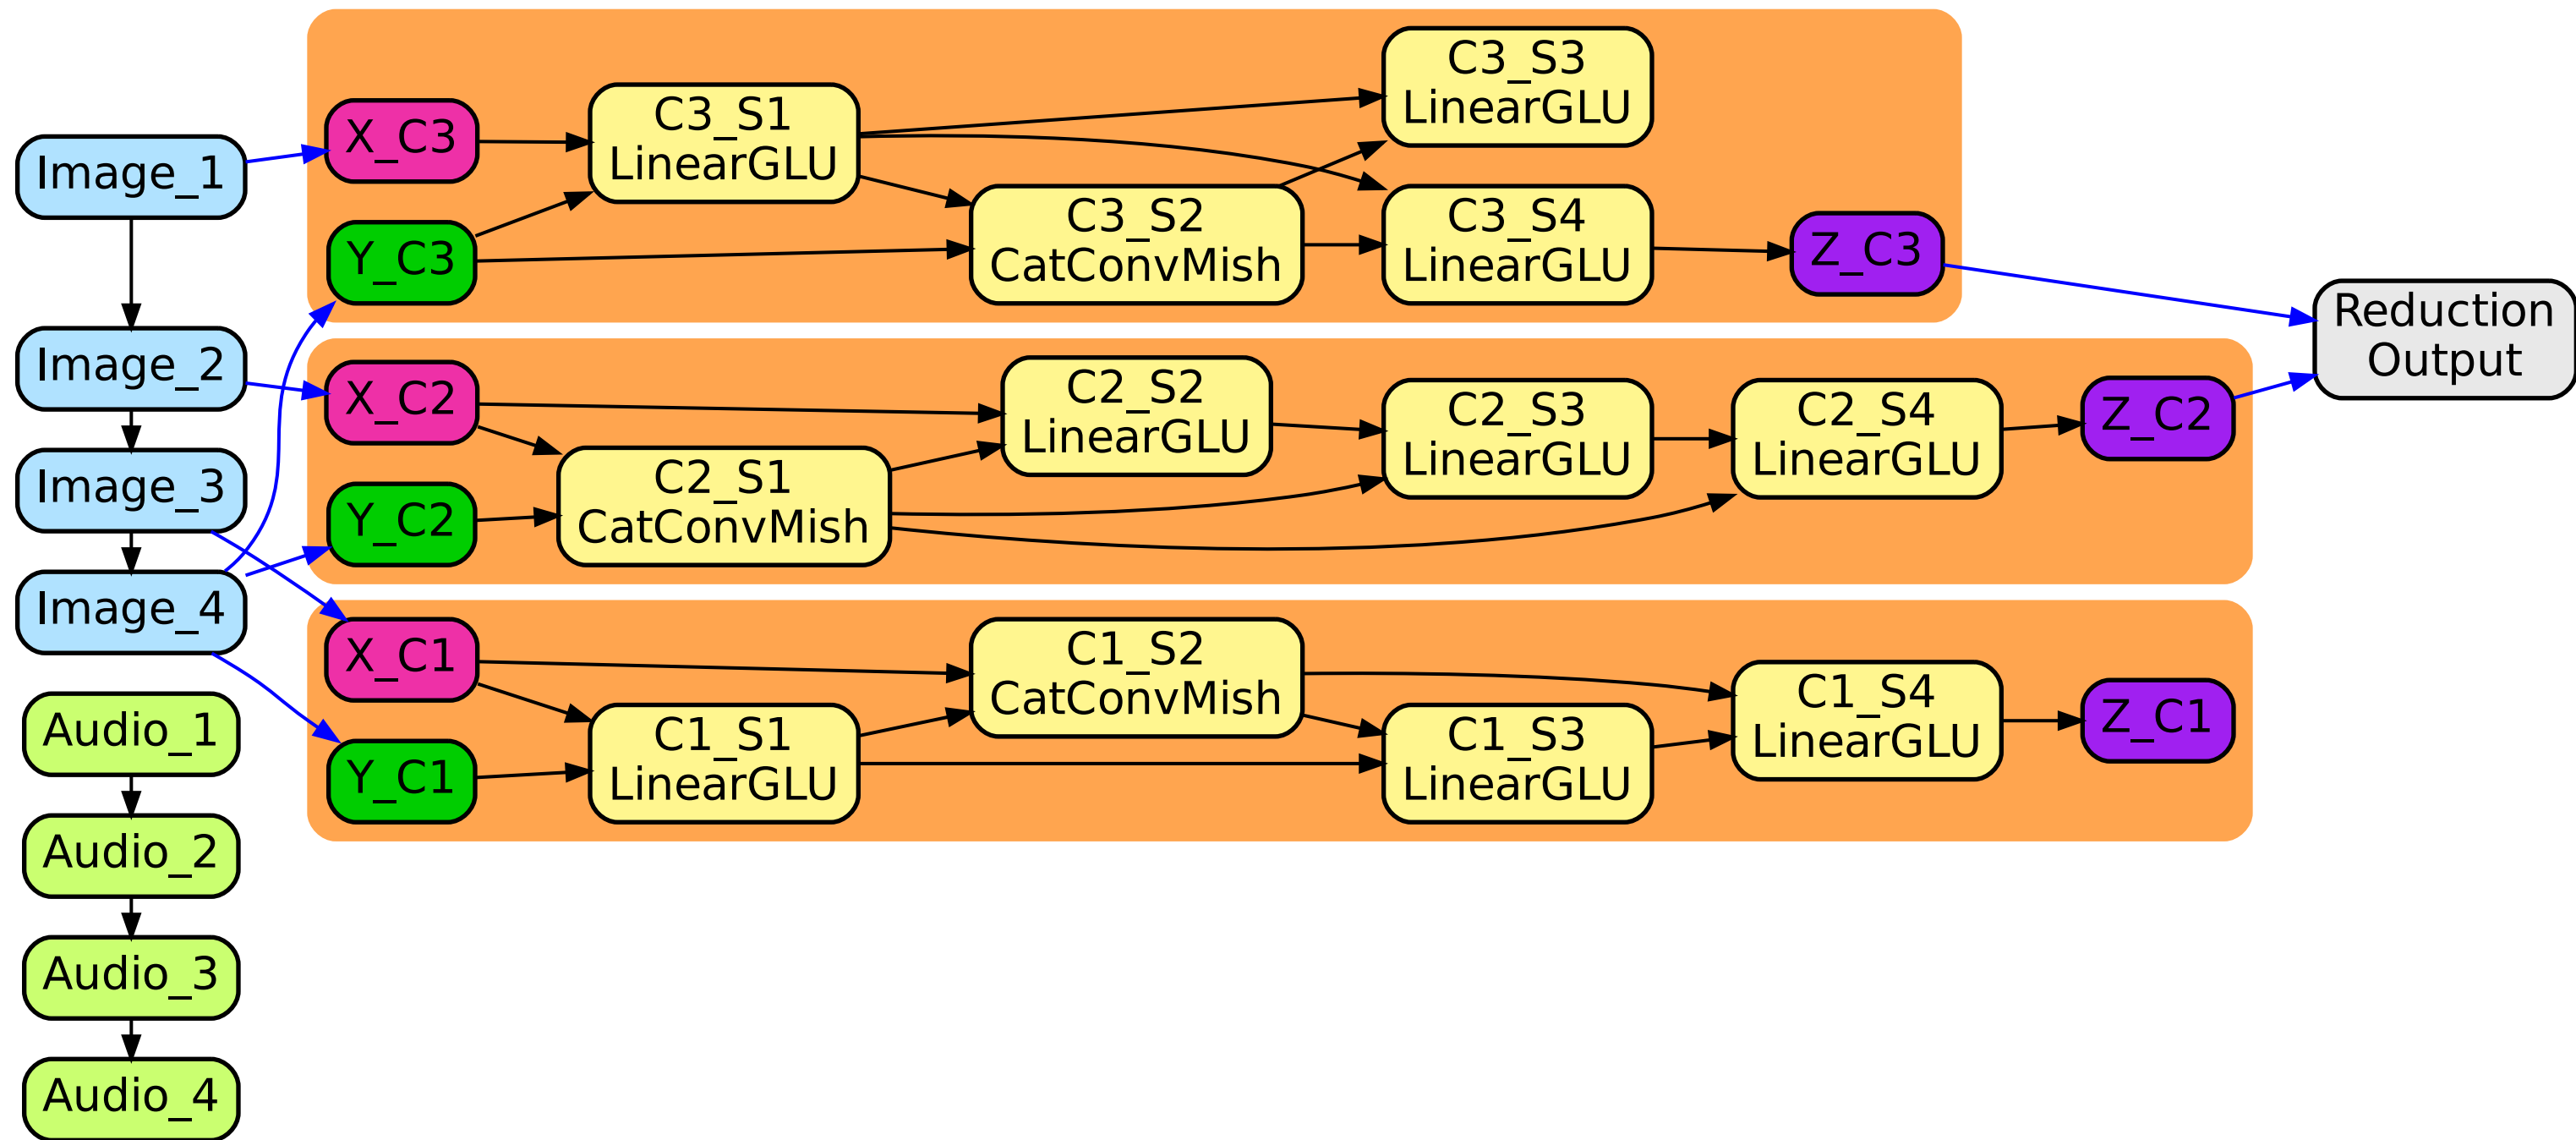 Image_1
Image_2
Image_3
Image_4
Audio_1
Audio_2
Audio_3
Audio_4
X_C3
Y_C3
C3_S1
LinearGLU
C3_S2
CatConvMish
C3_S3
LinearGLU
C3_S4
LinearGLU
Z_C3
X_C2
Y_C2
C2_S1
CatConvMish
C2_S2
LinearGLU
C2_S3
LinearGLU
C2_S4
LinearGLU
Z_C2
X_C1
Y_C1
C1_S1
LinearGLU
C1_S2
CatConvMish
C1_S3
LinearGLU
C1_S4
LinearGLU
Z_C1
Reduction
Output